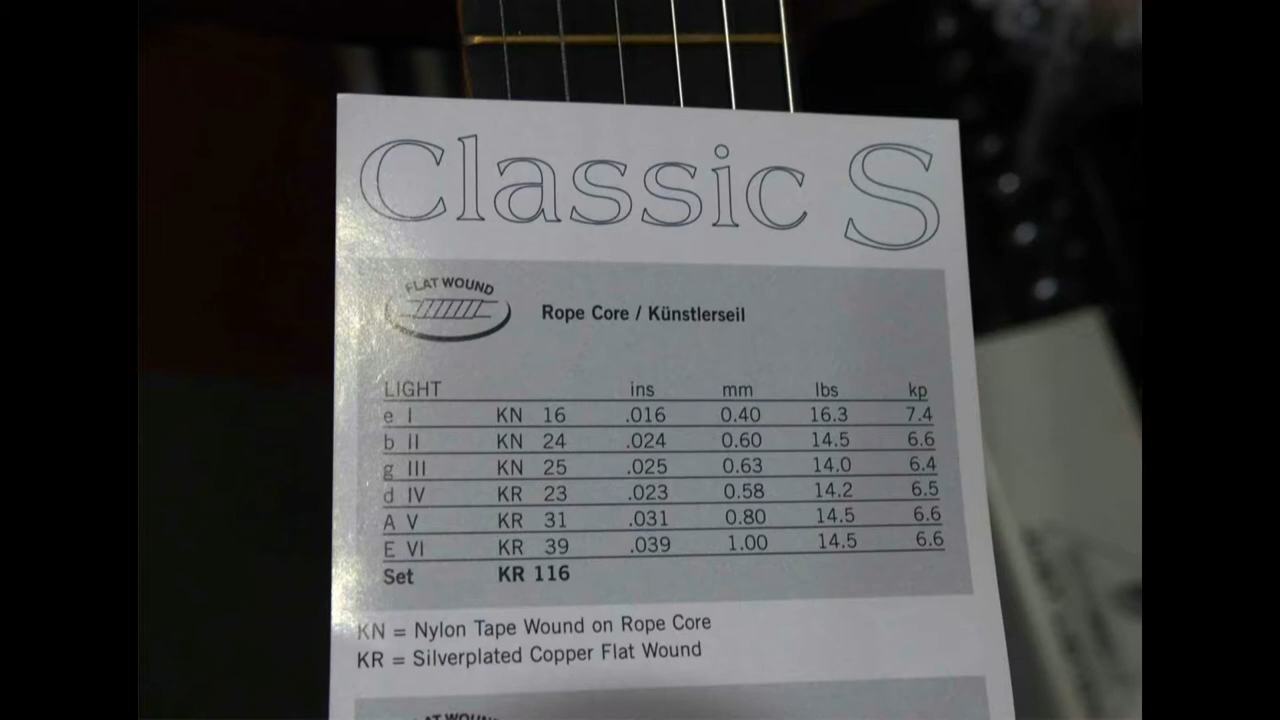 Classic S
FLAT WOUND
Rope Core / Künstlerseil
LIGHT ins mm lbs kp
e I KN 16 .016 0.40 16.3 7.4
b II KN 24 .024 0.60 14.5 6.6
g III KN 25 .025 0.63 14.0 6.4
d IV KR 23 .023 0.58 14.2 6.5
A V KR 31 .031 0.80 14.5 6.6
E VI KR 39 .039 1.00 14.5 6.6
Set KR 116
KN = Nylon Tape Wound on Rope Core
KR = Silverplated Copper Flat Wound